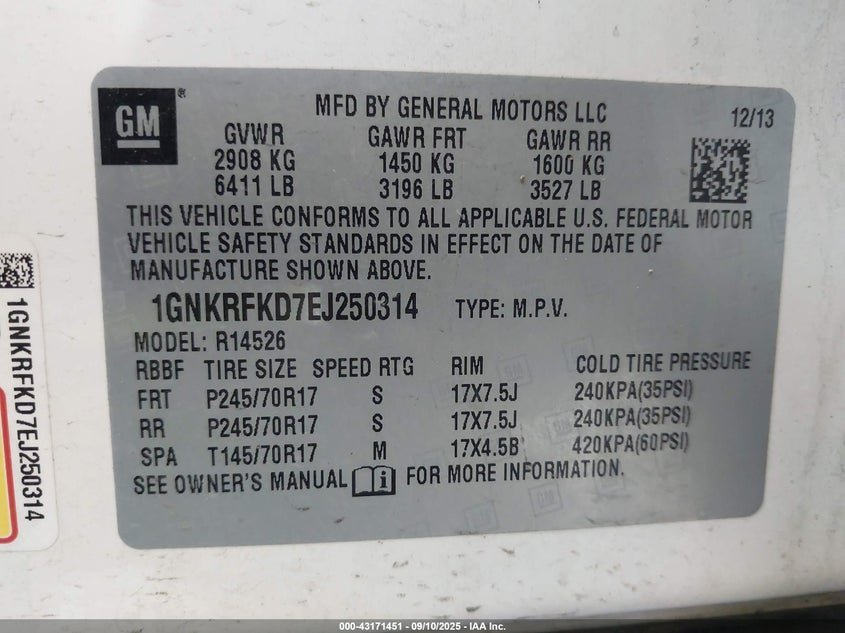 GM
MFD BY GENERAL MOTORS LLC
12/13
GVWR GAWR FRT GAWR RR
2908 KG 1450 KG 1600 KG
6411 LB 3196 LB 3527 LB
THIS VEHICLE CONFORMS TO ALL APPLICABLE U.S. FEDERAL MOTOR
VEHICLE SAFETY STANDARDS IN EFFECT ON THE DATE OF
MANUFACTURE SHOWN ABOVE.
1GNKRFKD7EJ250314 TYPE: M.P.V.
MODEL: R14526
RBBF TIRE SIZE SPEED RTG RIM COLD TIRE PRESSURE
FRT P245/70R17 S 17X7.5J 240KPA(35PSI)
RR P245/70R17 S 17X7.5J 240KPA(35PSI)
SPA T145/70R17 M 17X4.5B 420KPA(60PSI)
SEE OWNER'S MANUAL i FOR MORE INFORMATION.
1GNKRFKD7EJ250314
000-43171451 - 09/10/2025 - IAA Inc.